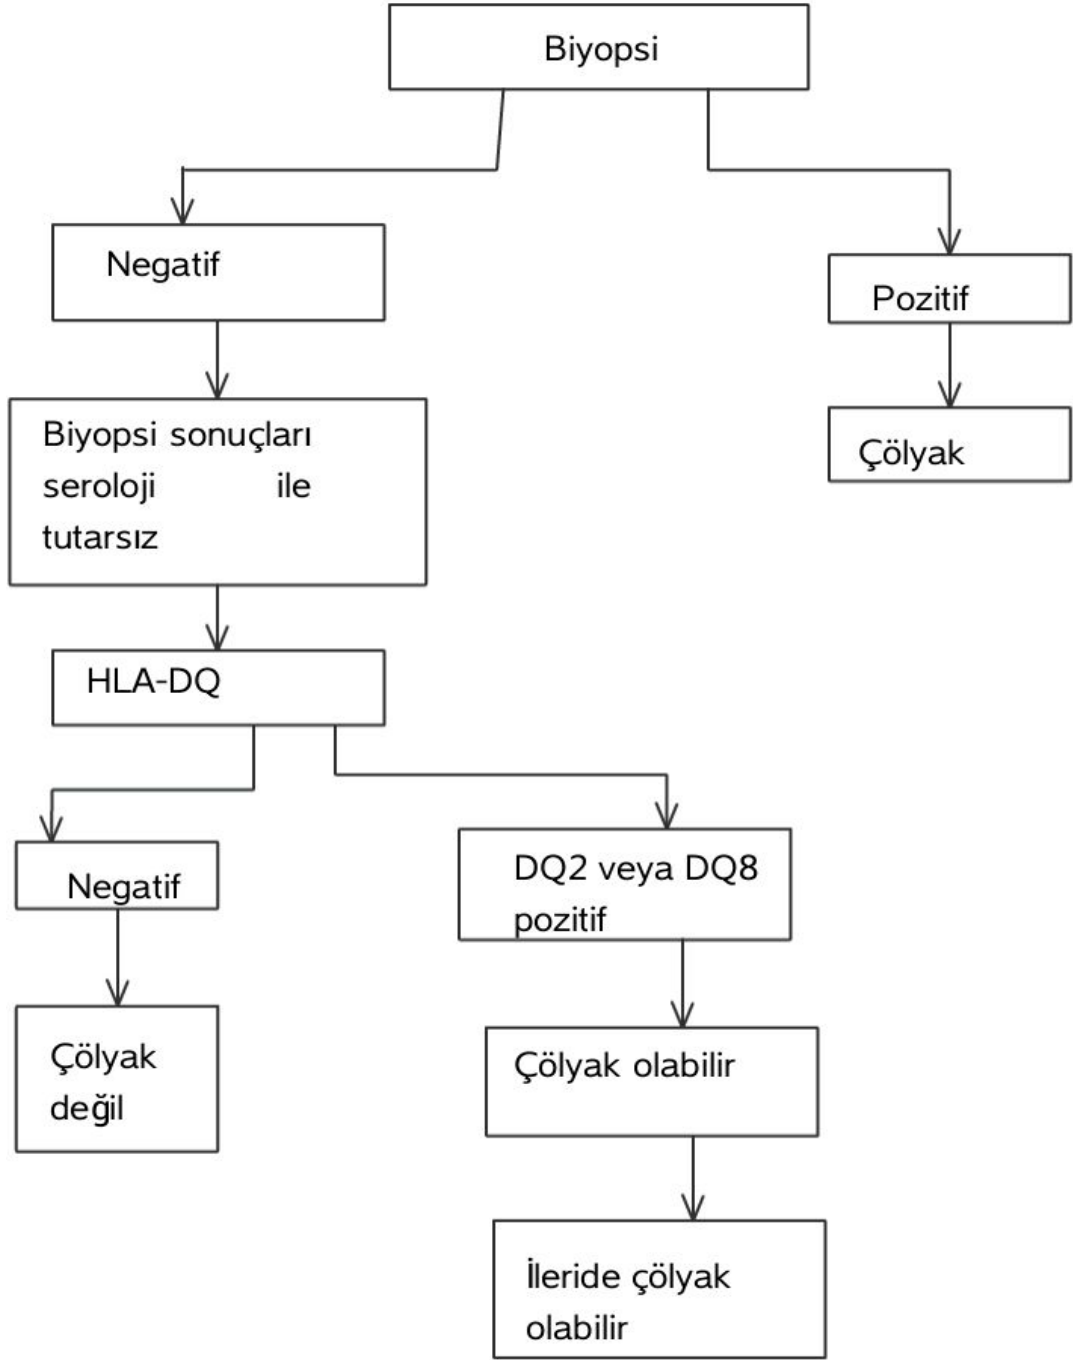 Biyopsi
Negatif
Pozitif
Biyopsi sonuçları
seroloji ile
tutarsız
Çölyak
HLA-DQ
Negatif
DQ2 veya DQ8
pozitif
Çölyak
değil
Çölyak olabilir
İleride çölyak
olabilir